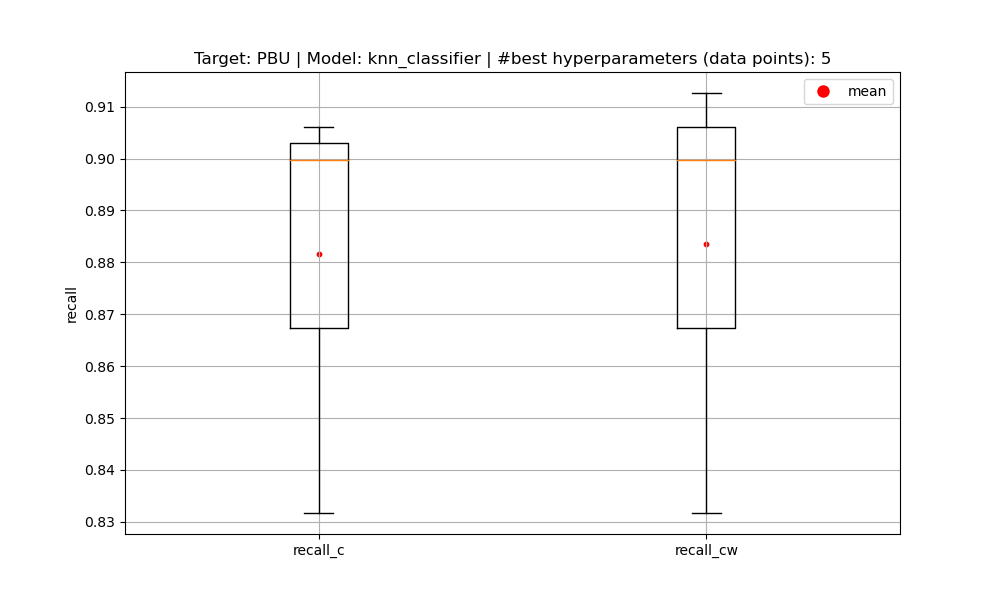 Target: PBU | Model: knn_classifier | #best hyperparameters (data points): 5
mean
0.91
0.90
0.89
0.88
0.87
0.86
0.85
0.84
0.83
recall
recall_c
recall_cw